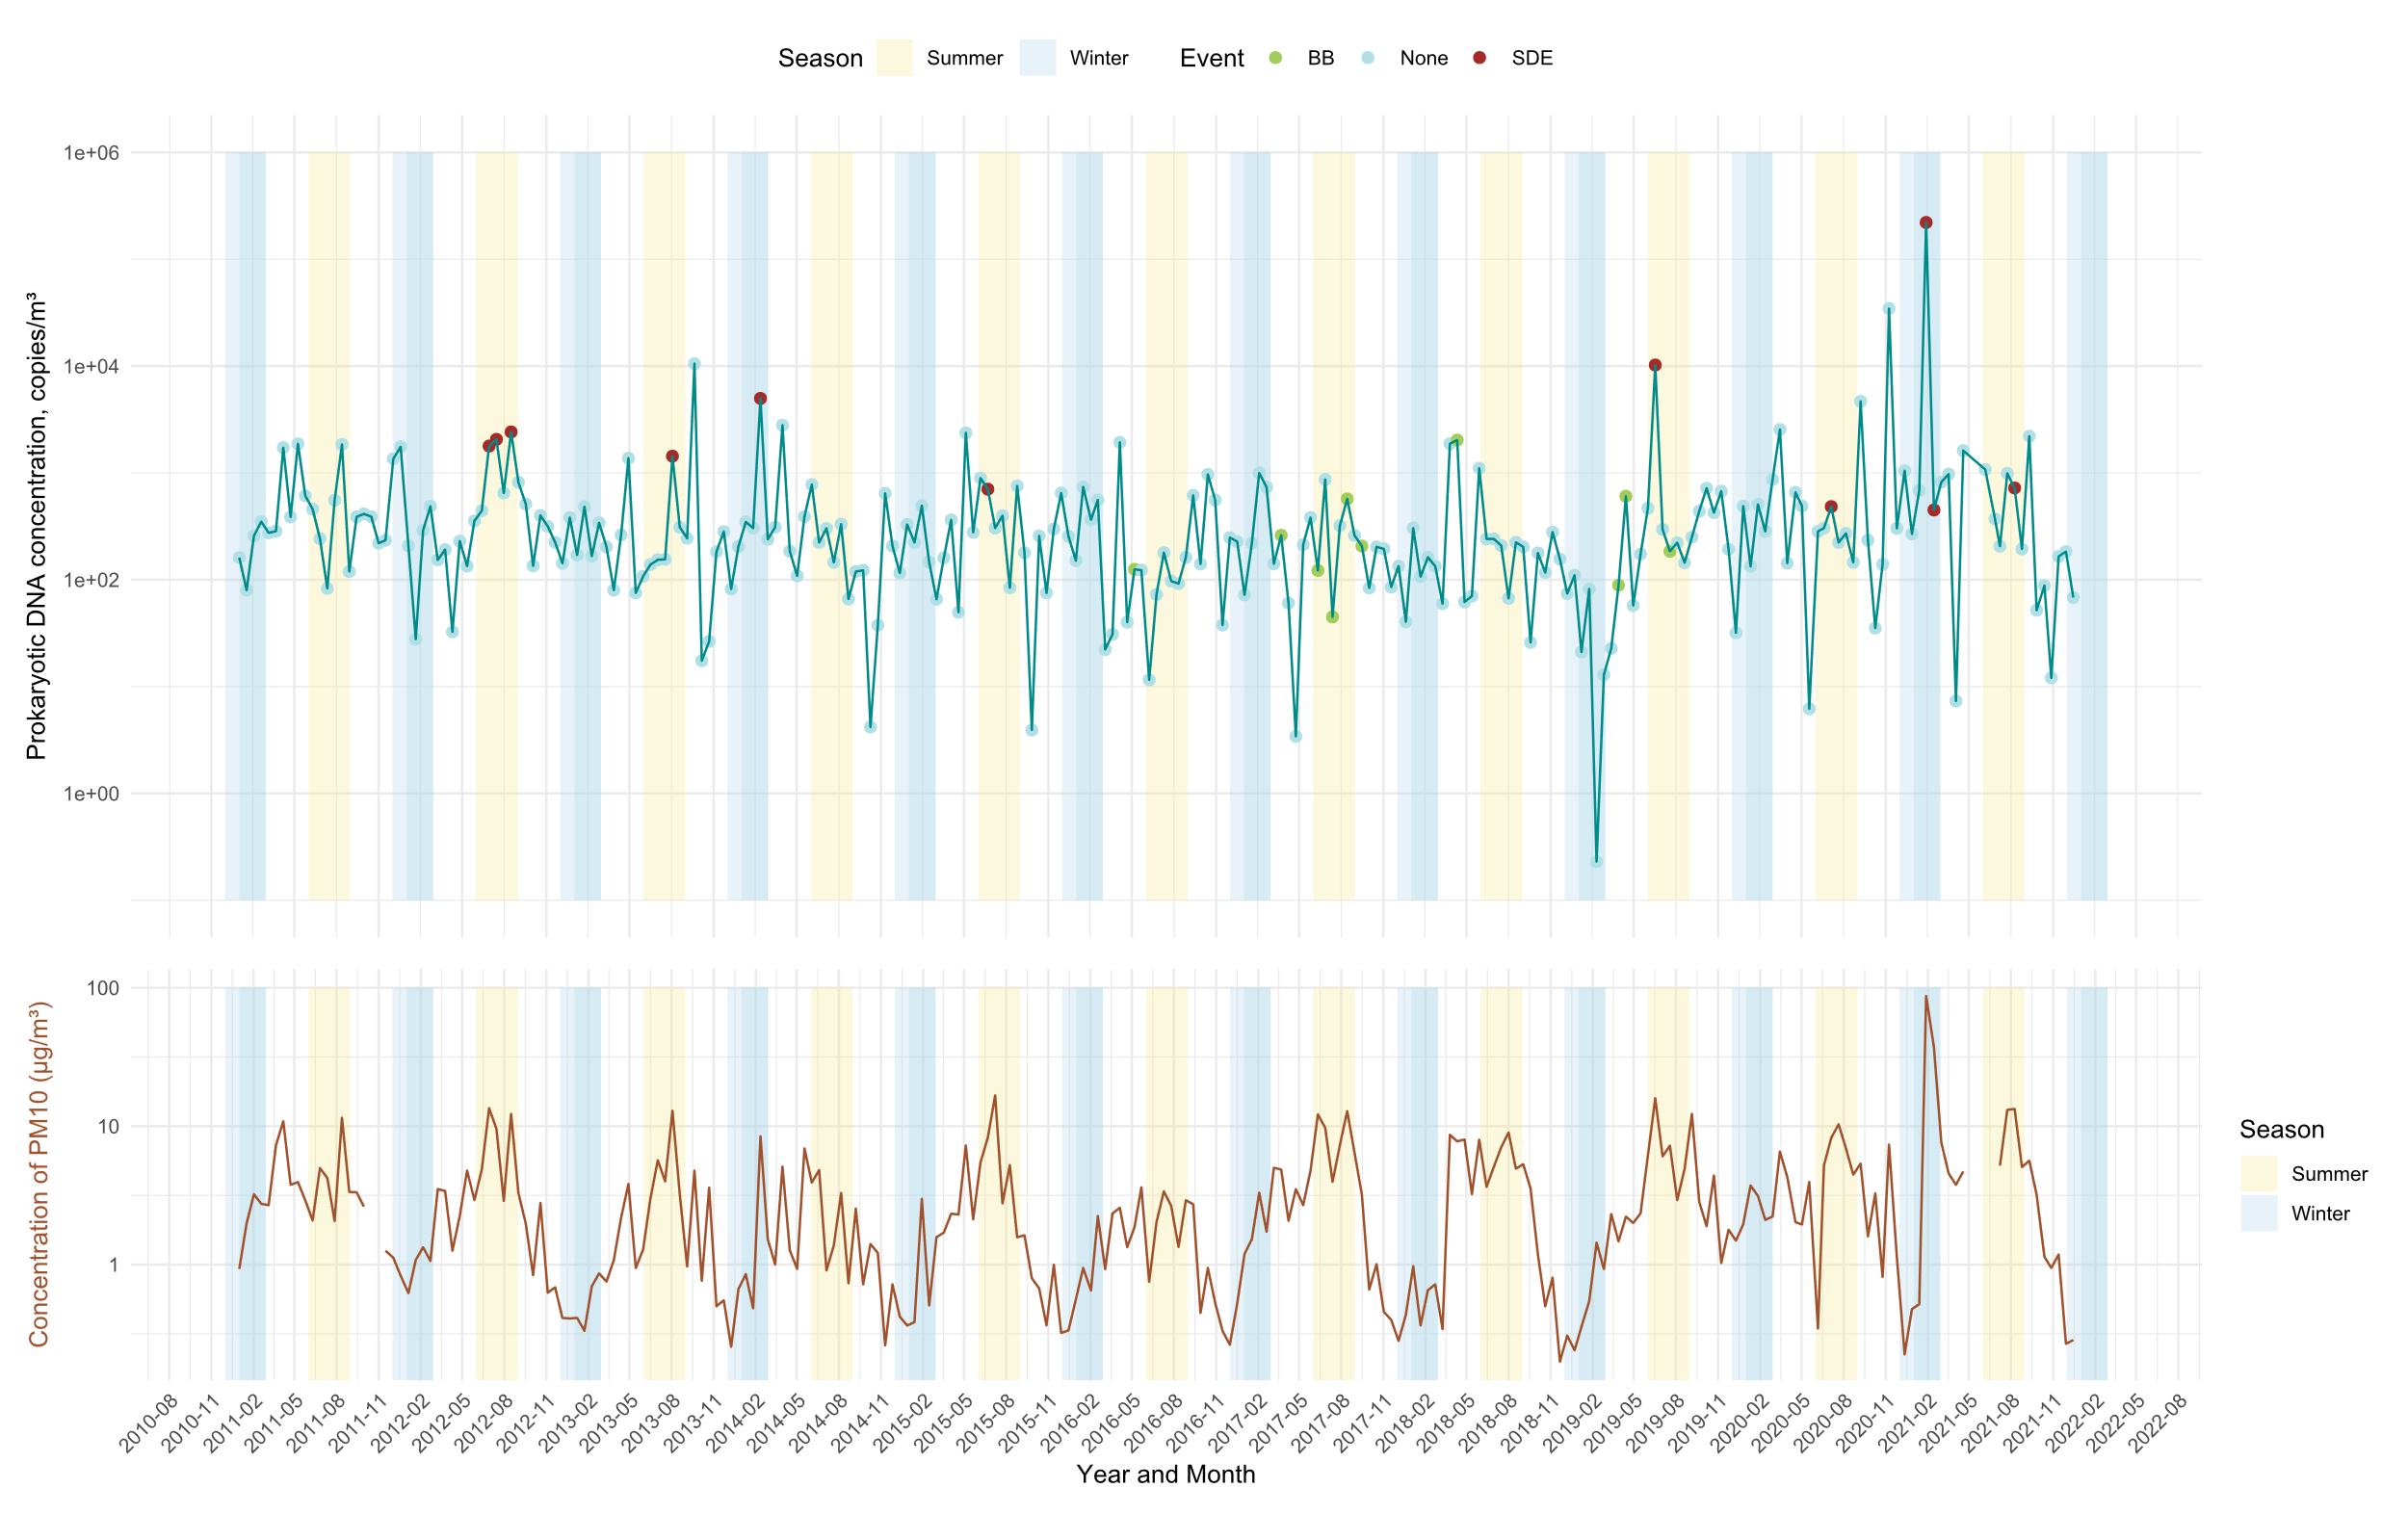 Season Summer Winter Event BB None SDE
Prokaryotic DNA concentration, copies/m³
1e+06
1e+04
1e+02
1e+00
Concentration of PM10 (µg/m³)
100
10
1
Season
Summer
Winter
2010-08 2010-11 2011-02 2011-05 2011-08 2011-11 2012-02 2012-05 2012-08 2012-11 2013-02 2013-05 2013-08 2013-11 2014-02 2014-05 2014-08 2014-11 2015-02 2015-05 2015-08 2015-11 2016-02 2016-05 2016-08 2016-11 2017-02 2017-05 2017-08 2017-11 2018-02 2018-05 2018-08 2018-11 2019-02 2019-05 2019-08 2019-11 2020-02 2020-05 2020-08 2020-11 2021-02 2021-05 2021-08 2021-11 2022-02 2022-05 2022-08
Year and Month